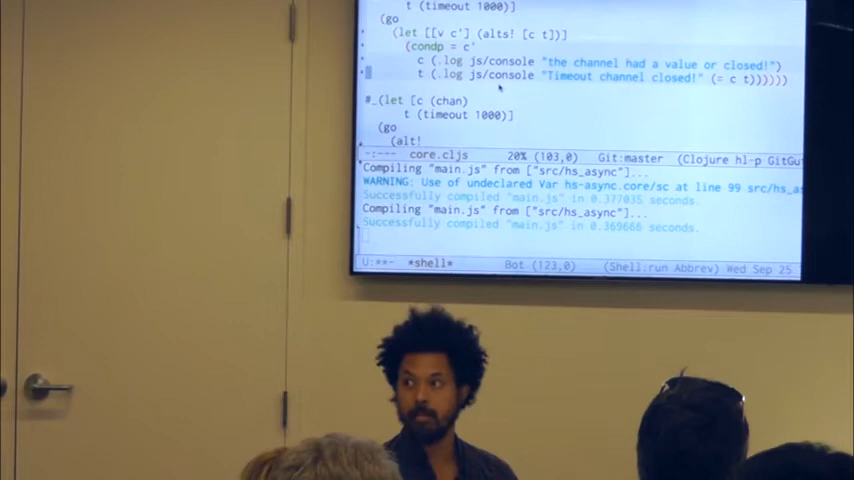 t (timeout 1000)]
(go
(let [[v c'] (alts! [c t])]
(condp = c'
c (.log js/console "the channel had a value or closed!")
t (.log js/console "Timeout channel closed!" (= c t))))))
#_(let [c (chan)
t (timeout 1000)]
(go
(alt!
-:--- core.cljs 20% (103,0) Git:master (Clojure hl-p GitGu
Compiling "main.js" from ["src/hs_async"]...
WARNING: Use of undeclared Var hs-async.core/sc at line 99 src/hs_as
Successfully compiled "main.js" in 0.377035 seconds.
Compiling "main.js" from ["src/hs_async"]...
Successfully compiled "main.js" in 0.369666 seconds.
U:**- *shell* Bot (123,0) (Shell:run Abbrev) Wed Sep 25